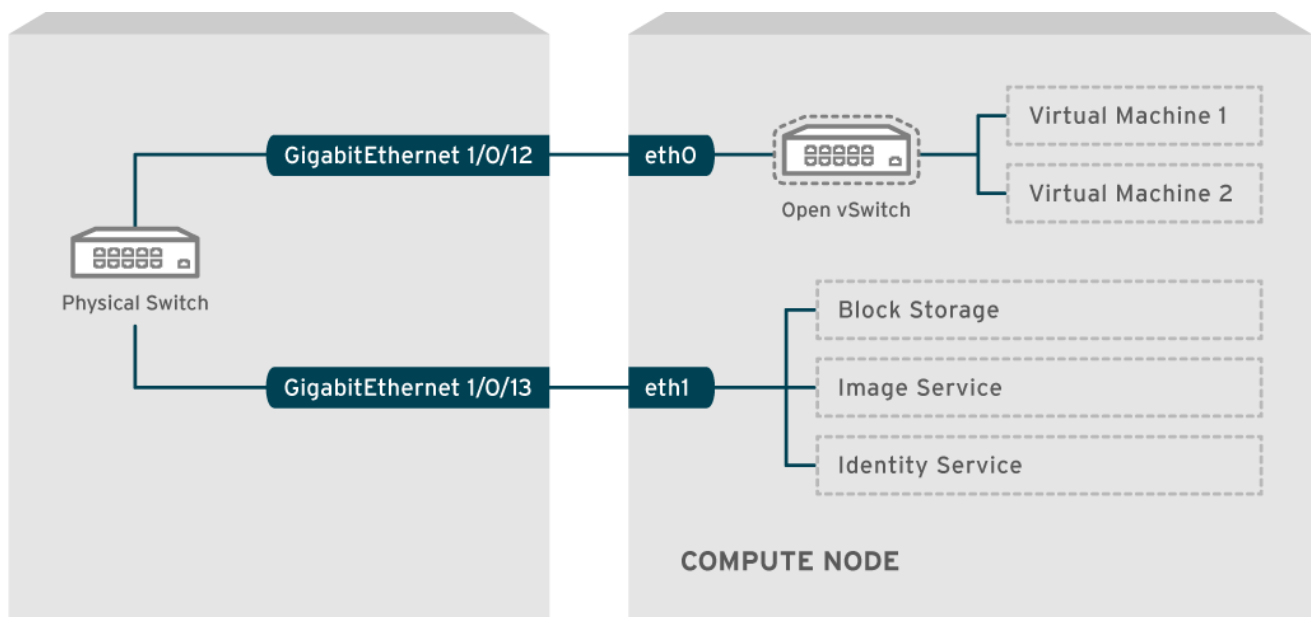 GigabitEthernet 1/0/12
eth0
Open vSwitch
Virtual Machine 1
Virtual Machine 2
Physical Switch
GigabitEthernet 1/0/13
eth1
Block Storage
Image Service
Identity Service
COMPUTE NODE